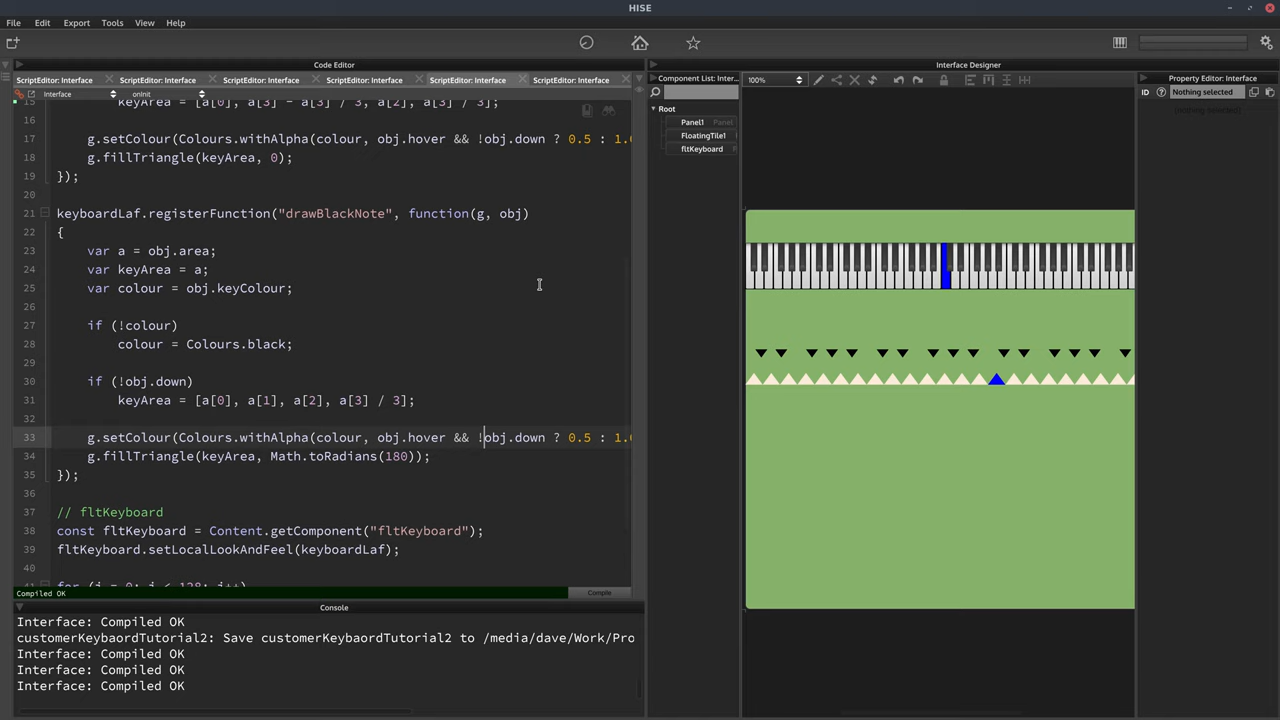 HISE
File Edit Export Tools View Help
Code Editor
ScriptEditor: Interface ScriptEditor: Interface ScriptEditor: Interface ScriptEditor: Interface ScriptEditor: Interface ScriptEditor: Interface
Interface onInit
15 keyArea = [a[0], a[3] - a[3] / 3, a[2], a[3] / 3];
16
17 g.setColour(Colours.withAlpha(colour, obj.hover && !obj.down ? 0.5 : 1.
18 g.fillTriangle(keyArea, 0);
19 });
20
21 keyboardLaf.registerFunction("drawBlackNote", function(g, obj)
22 {
23 var a = obj.area;
24 var keyArea = a;
25 var colour = obj.keyColour;
26
27 if (!colour)
28 colour = Colours.black;
29
30 if (!obj.down)
31 keyArea = [a[0], a[1], a[2], a[3] / 3];
32
33 g.setColour(Colours.withAlpha(colour, obj.hover && !obj.down ? 0.5 : 1.
34 g.fillTriangle(keyArea, Math.toRadians(180));
35 });
36
37 // fltKeyboard
38 const fltKeyboard = Content.getComponent("fltKeyboard");
39 fltKeyboard.setLocalLookAndFeel(keyboardLaf);
40
for (i = 0; i < 128; i++)
Compiled OK Compile
Console
Interface: Compiled OK
customerKeybaordTutorial2: Save customerKeybaordTutorial2 to /media/dave/Work/Pro
Interface: Compiled OK
Interface: Compiled OK
Interface: Compiled OK
Component List: Inter...
Root
Panel1 Panel
FloatingTile1
fltKeyboard
Interface Designer
100%
Property Editor: Interface
ID Nothing selected
(nothing selected)